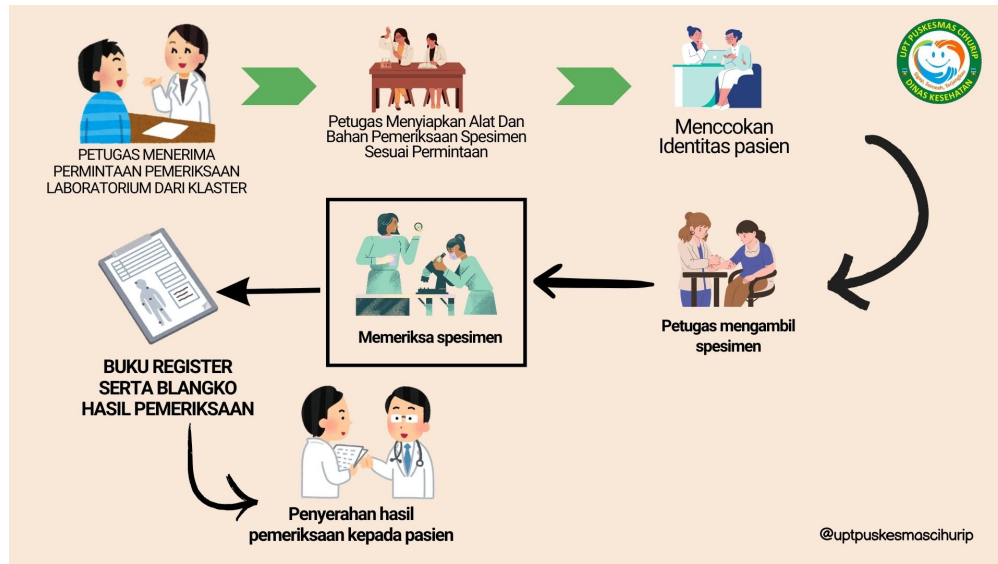 PETUGAS MENERIMA
PERMINTAAN PEMERIKSAAN
LABORATORIUM DARI KLASTER
Petugas Menyiapkan Alat Dan
Bahan Pemeriksaan Spesimen
Sesuai Permintaan
Menccokan
Identitas pasien
UPT PUSKESMAS CIHURIP
DINAS KESEHATAN
Petugas mengambil
spesimen
Memeriksa spesimen
BUKU REGISTER
SERTA BLANGKO
HASIL PEMERIKSAAN
Penyerahan hasil
pemeriksaan kepada pasien
@uptpuskesmascihurip